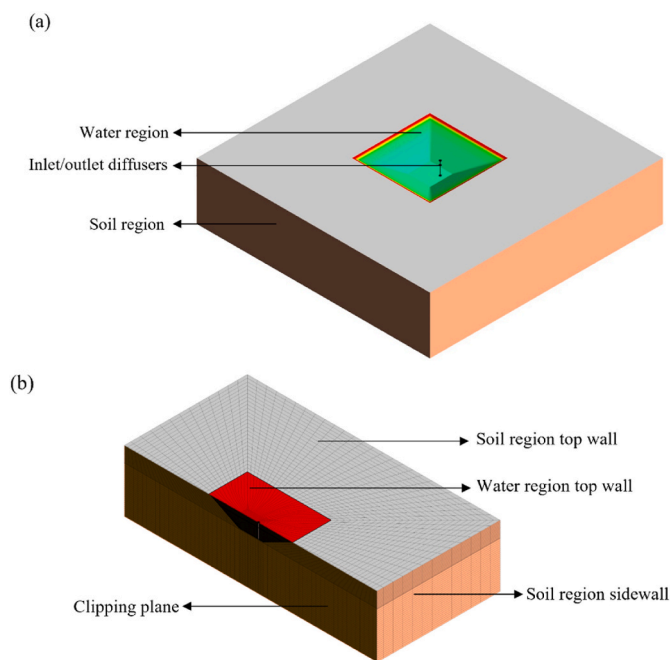 (a)
Water region
Inlet/outlet diffusers
Soil region
(b)
Soil region top wall
Water region top wall
Clipping plane
Soil region sidewall